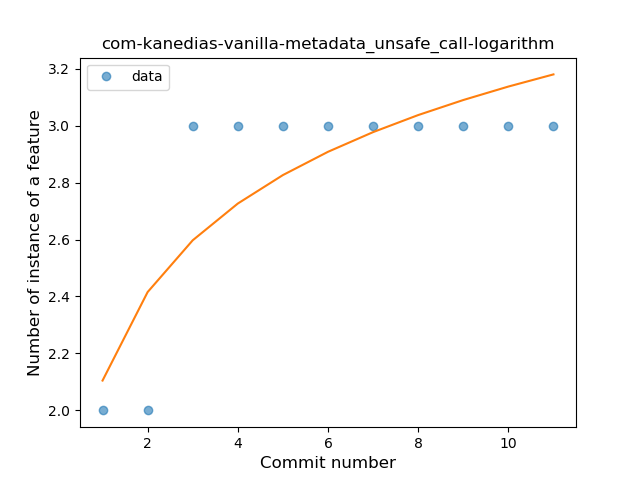 com-kanedias-vanilla-metadata_unsafe_call-logarithm
data
Number of instance of a feature
3.2
3.0
2.8
2.6
2.4
2.2
2.0
2 4 6 8 10
Commit number